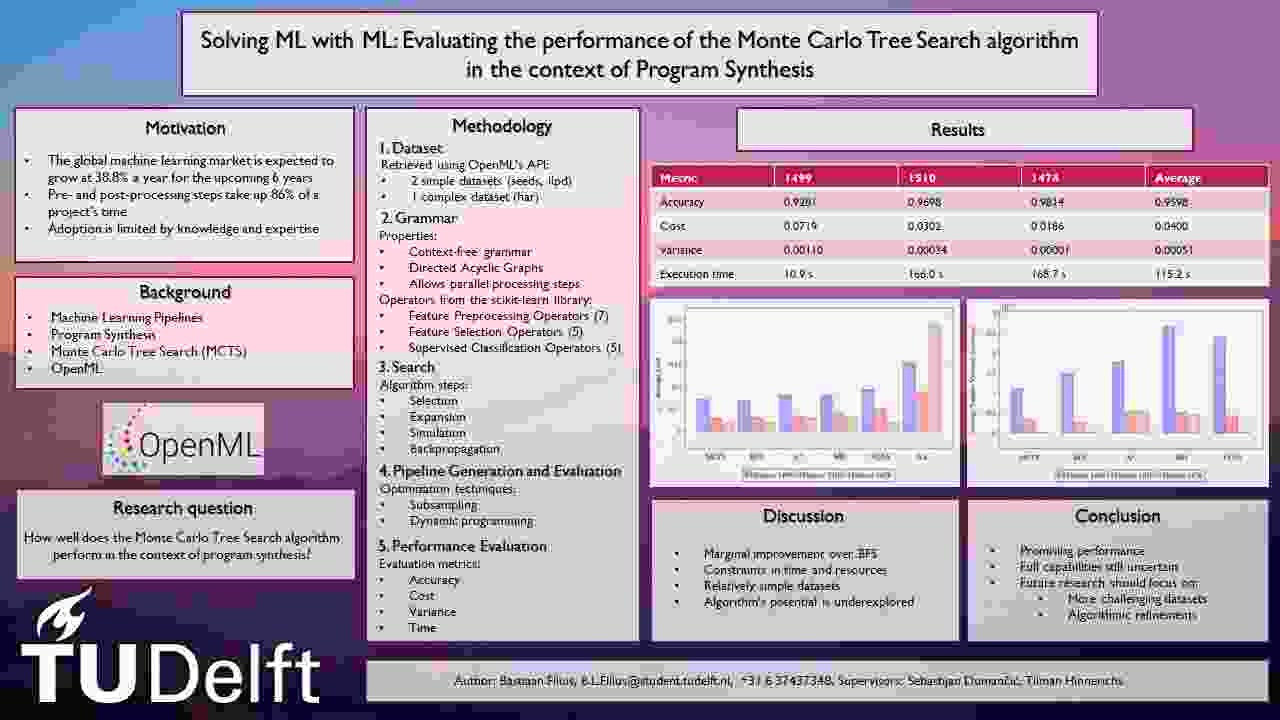 Solving ML with ML: Evaluating the performance of the Monte Carlo Tree Search algorithm
in the context of Program Synthesis
Motivation
• The global machine learning market is expected to
grow at 38.8% a year for the upcoming 6 years
• Pre- and post-processing steps take up 86% of a
project's time
• Adoption is limited by knowledge and expertise
Background
• Machine Learning Pipelines
• Program Synthesis
• Monte Carlo Tree Search (MCTS)
• OpenML
OpenML
Research question
How well does the Monte Carlo Tree Search algorithm
perform in the context of program synthesis?
TUDelft
Methodology
1. Dataset
Retrieved using OpenML's API:
• 2 simple datasets (seeds, ilpd)
• 1 complex dataset (har)
2. Grammar
Properties:
• Context-free grammar
• Directed Acyclic Graphs
• Allows parallel processing steps
Operators from the scikit-learn library:
• Feature Preprocessing Operators (7)
• Feature Selection Operators (5)
• Supervised Classification Operators (5)
3. Search
Algorithm steps:
• Selection
• Expansion
• Simulation
• Backpropagation
4. Pipeline Generation and Evaluation
Optimization techniques:
• Subsampling
• Dynamic programming
5. Performance Evaluation
Evaluation metrics:
• Accuracy
• Cost
• Variance
• Time
Results
Metric 1499 1510 1478 Average
Accuracy 0.9281 0.9698 0.9814 0.9598
Cost 0.0719 0.0302 0.0186 0.0400
Variance 0.00110 0.00034 0.00001 0.00051
Execution time 10.9 s 166.0 s 168.7 s 115.2 s
Discussion
• Marginal improvement over BFS
• Constraints in time and resources
• Relatively simple datasets
• Algorithm's potential is underexplored
Conclusion
• Promising performance
• Full capabilities still uncertain
• Future research should focus on:
• More challenging datasets
• Algorithmic refinements
Author: Bastiaan Filius, B.L.Filius@student.tudelft.nl, +31 6 37437348, Supervisors: Sebastijan Dumančić, Tilman Hinnerichs